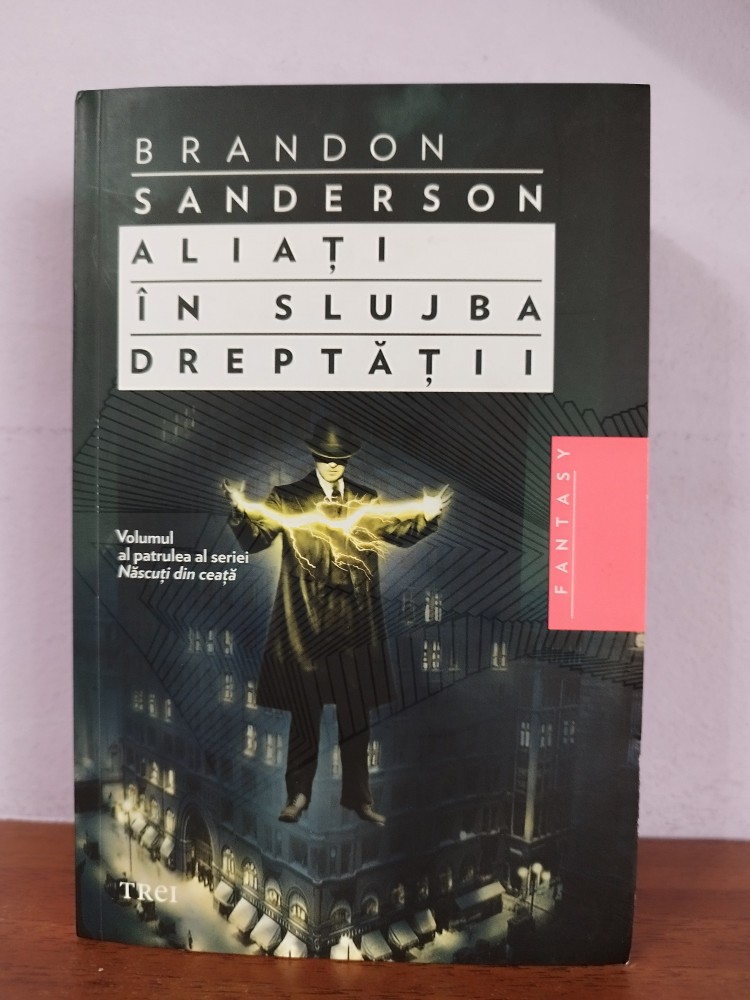 BRANDON
SANDERSON
ALIAȚI
ÎN SLUJBA
DREPTĂȚII
FANTASY
Volumul
al patrulea al seriei
Născuți din ceață
TREI